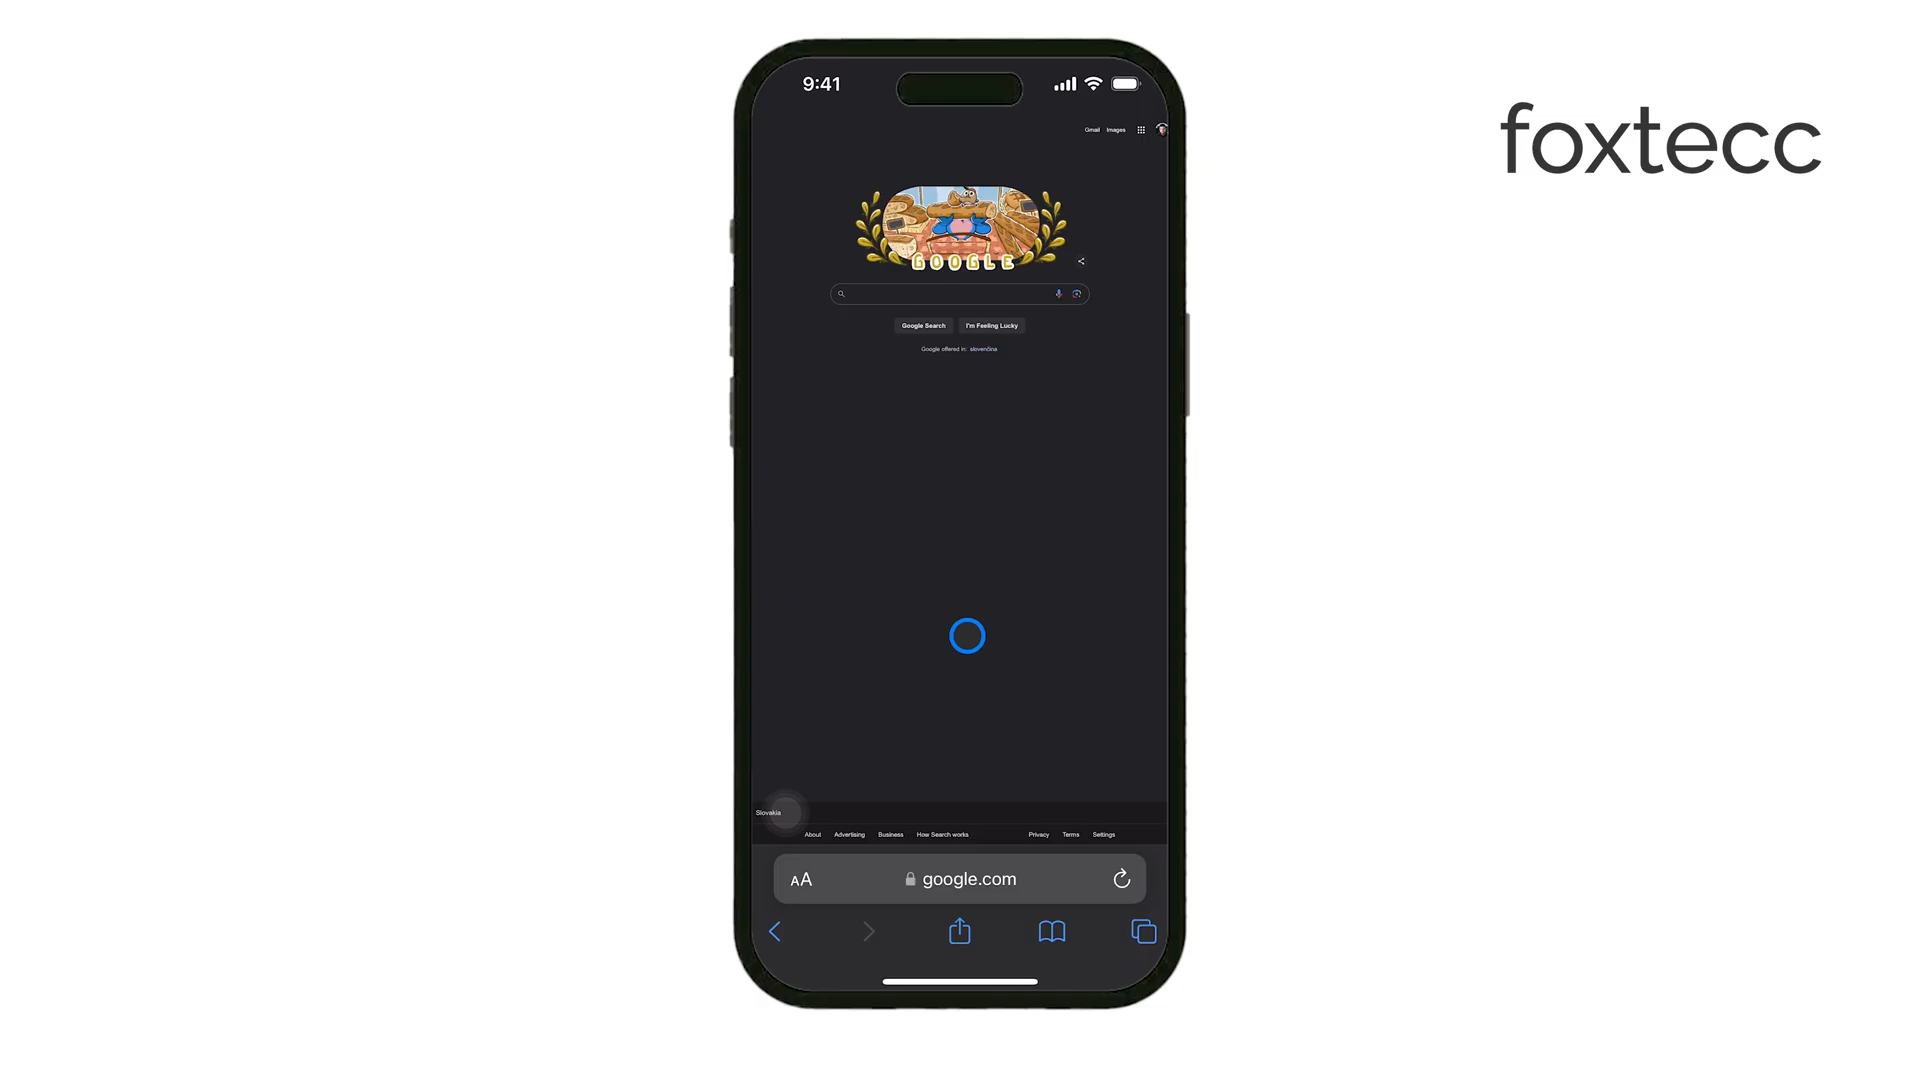 foxtecc
9:41
Gmail Images
GOOGLE
Google Search I'm Feeling Lucky
Google offered in: slovenčina
Slovakia
About Advertising Business How Search works Privacy Terms Settings
AA google.com